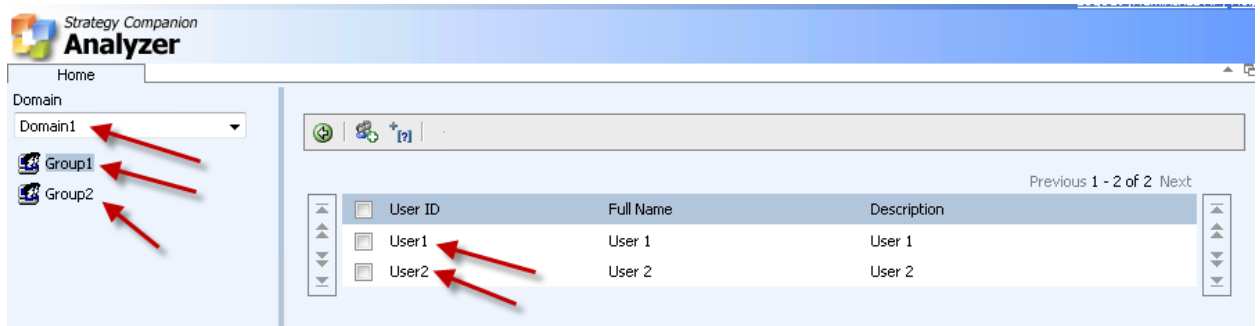 Strategy Companion
Analyzer
Home
Domain
Domain1
Group1
Group2
[?]
Previous 1 - 2 of 2 Next
User ID Full Name Description
User1 User 1 User 1
User2 User 2 User 2